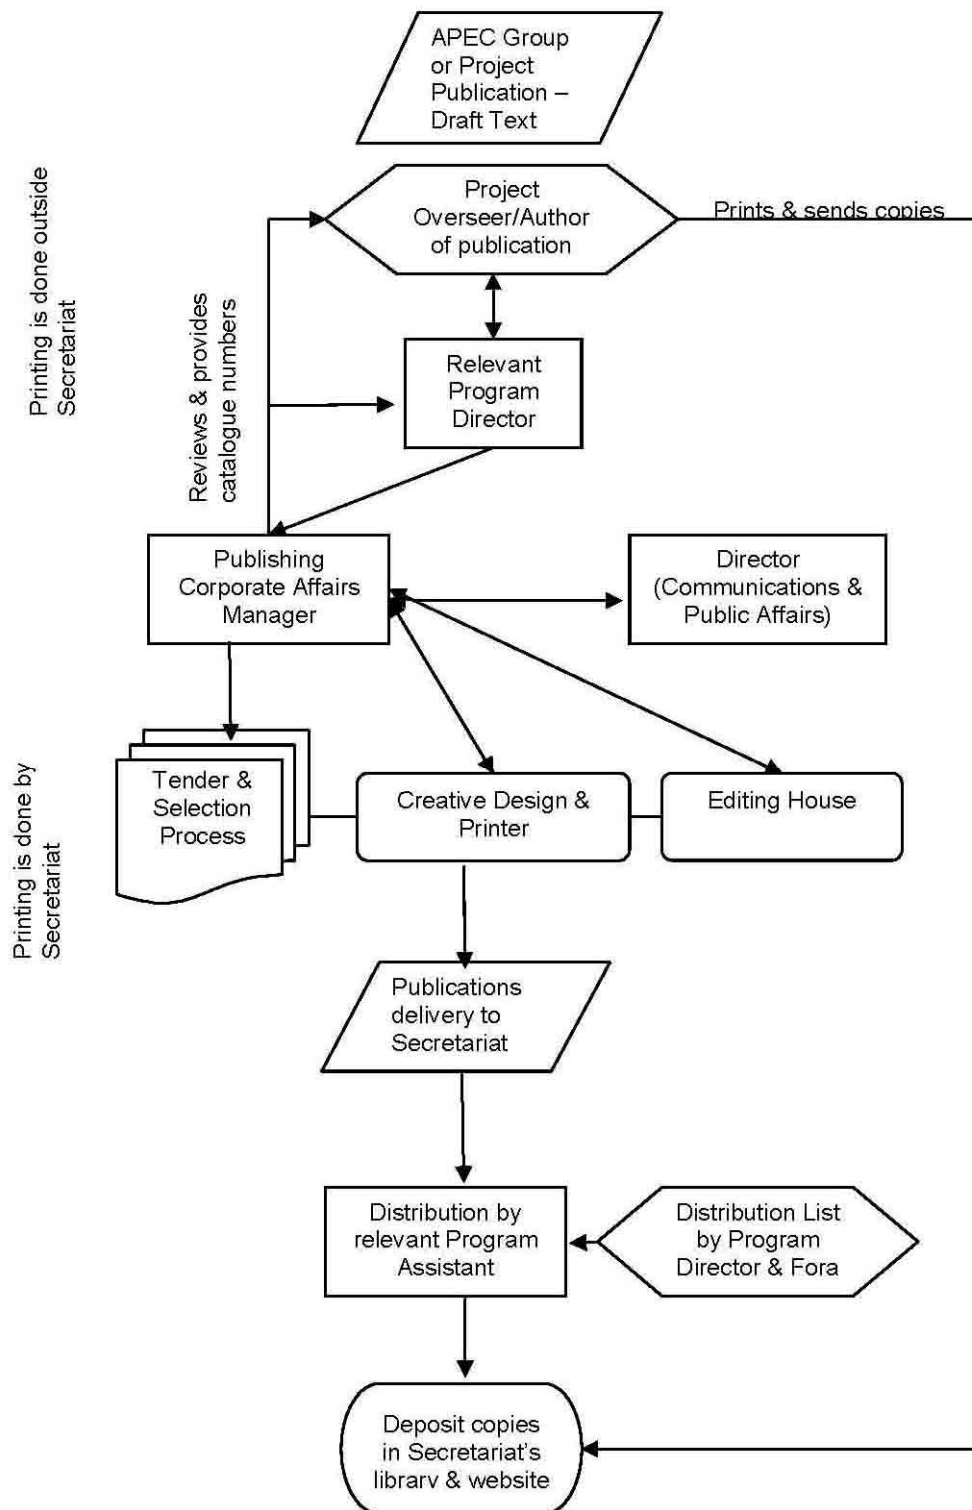 APEC Group
or Project
Publication –
Draft Text
Printing is done outside
Secretariat
Project
Overseer/Author
of publication
Prints & sends copies
Reviews & provides
catalogue numbers
Relevant
Program
Director
Publishing
Corporate Affairs
Manager
Director
(Communications &
Public Affairs)
Printing is done by
Secretariat
Tender &
Selection
Process
Creative Design &
Printer
Editing House
Publications
delivery to
Secretariat
Distribution by
relevant Program
Assistant
Distribution List
by Program
Director & Fora
Deposit copies
in Secretariat's
library & website